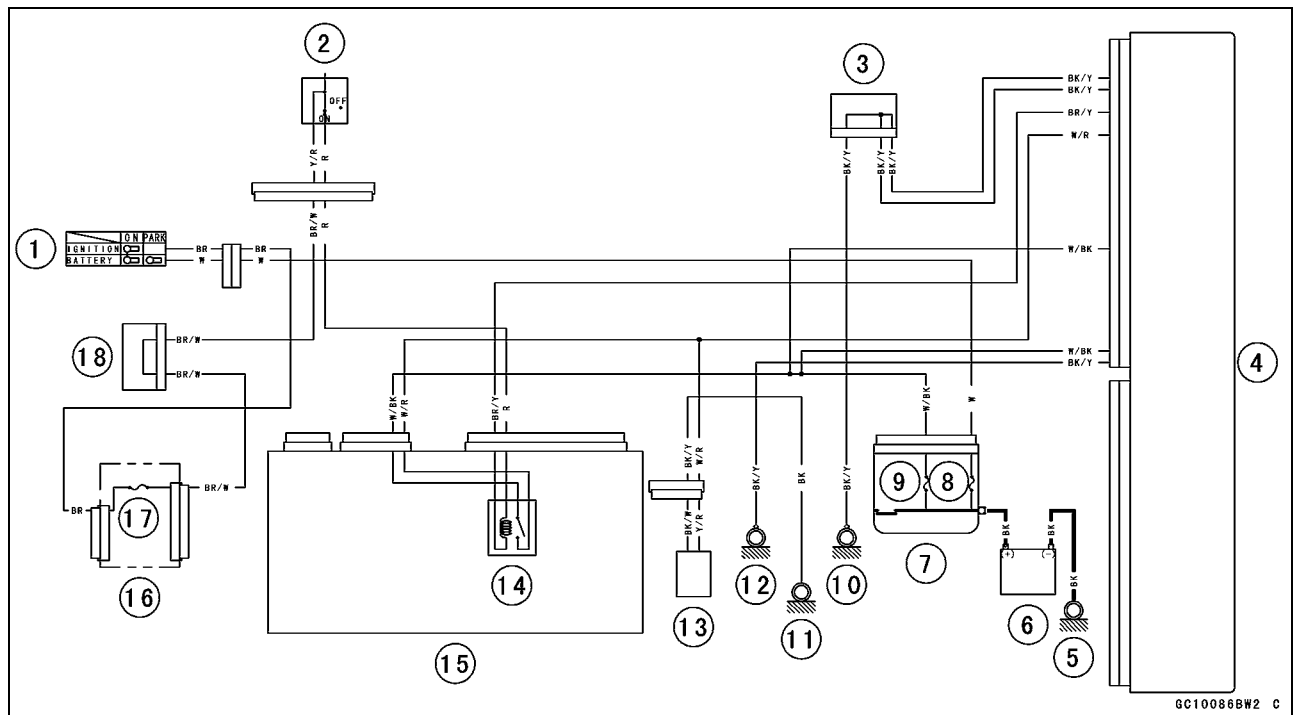 2
3
OFF
ON
BK/Y
BK/Y
BR/Y
W/R
Y/R
R
BK/Y
BK/Y
BK/Y
BR/W
R
1
ON PARK
IGNITION
BATTERY
BR
W
BR
W
W/BK
18
BR/W
BR/W
W/BK
BK/Y
4
W/BK
W/R
BR/Y
R
W/BK
W
BK/Y
W/R
BK
BK/Y
BK/Y
9
8
BR
17
BR/W
BK/W
Y/R
BK
BK
(+)
(-)
BK
16
14
13
12
10
7
6
11
5
15
GC10086BW2 C